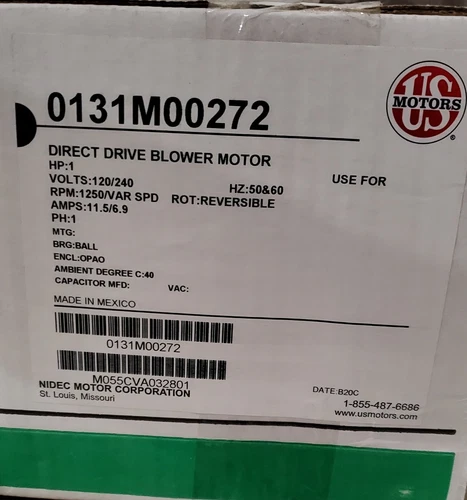 0131M00272
US
MOTORS
®
DIRECT DRIVE BLOWER MOTOR
HP:1
VOLTS:120/240 HZ:50&60 USE FOR
RPM:1250/VAR SPD ROT:REVERSIBLE
AMPS:11.5/6.9
PH:1
MTG:
BRG:BALL
ENCL:OPAO
AMBIENT DEGREE C:40
CAPACITOR MFD: VAC:
MADE IN MEXICO
0131M00272
M055CVA032801
NIDEC MOTOR CORPORATION
St. Louis, Missouri
DATE:B20C
1-855-487-6686
www.usmotors.com